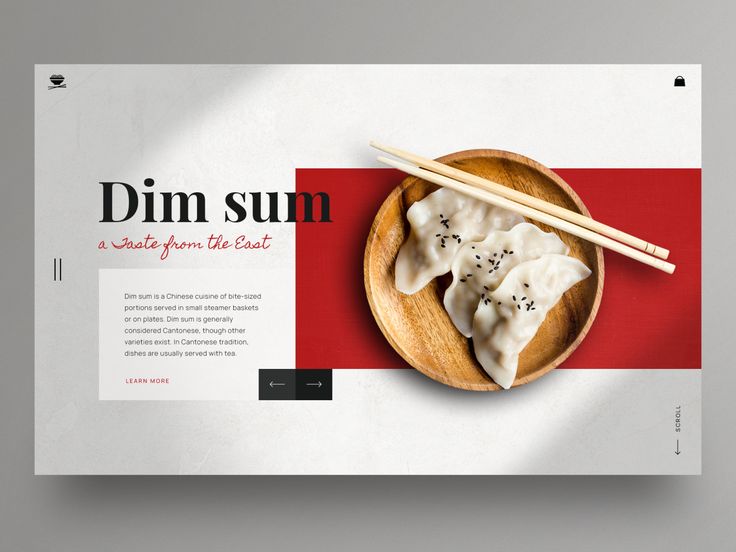 Dim sum
a Taste from the East
Dim sum is a Chinese cuisine of bite-sized
portions served in small steamer baskets
or on plates. Dim sum is generally
considered Cantonese, though other
varieties exist. In Cantonese tradition,
dishes are usually served with tea.
LEARN MORE
SCROLL